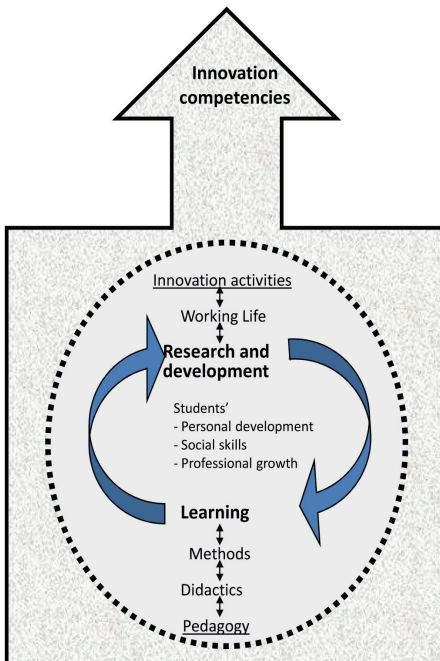 Innovation
competencies
Innovation activities
Working Life
Research and
development
Students'
- Personal development
- Social skills
- Professional growth
Learning
Methods
Didactics
Pedagogy